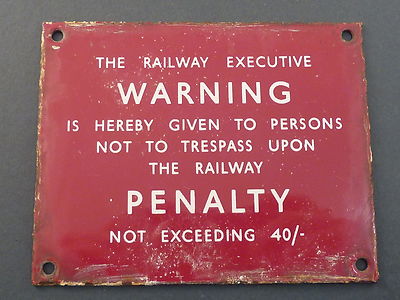 THE RAILWAY EXECUTIVE
WARNING
IS HEREBY GIVEN TO PERSONS
NOT TO TRESPASS UPON
THE RAILWAY
PENALTY
NOT EXCEEDING 40/-